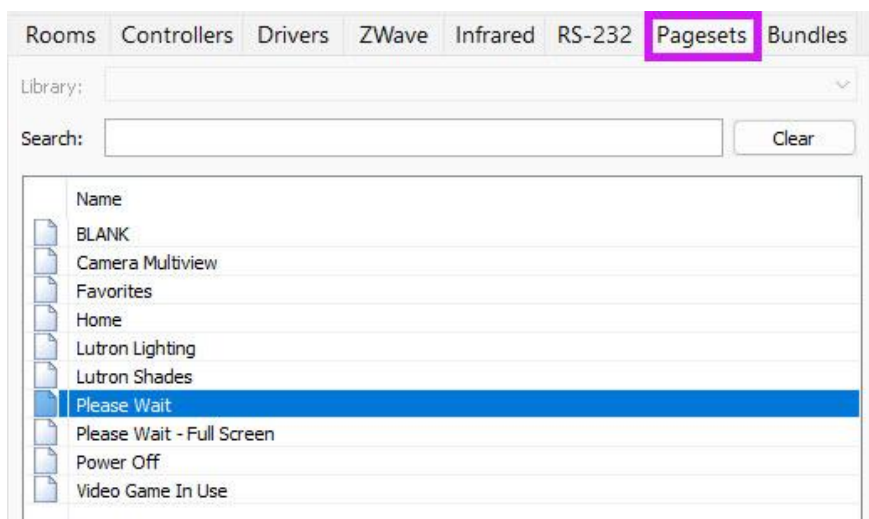 Rooms Controllers Drivers ZWave Infrared RS-232 Pagesets Bundles
Library:
Search: Clear
Name
BLANK
Camera Multiview
Favorites
Home
Lutron Lighting
Lutron Shades
Please Wait
Please Wait - Full Screen
Power Off
Video Game In Use